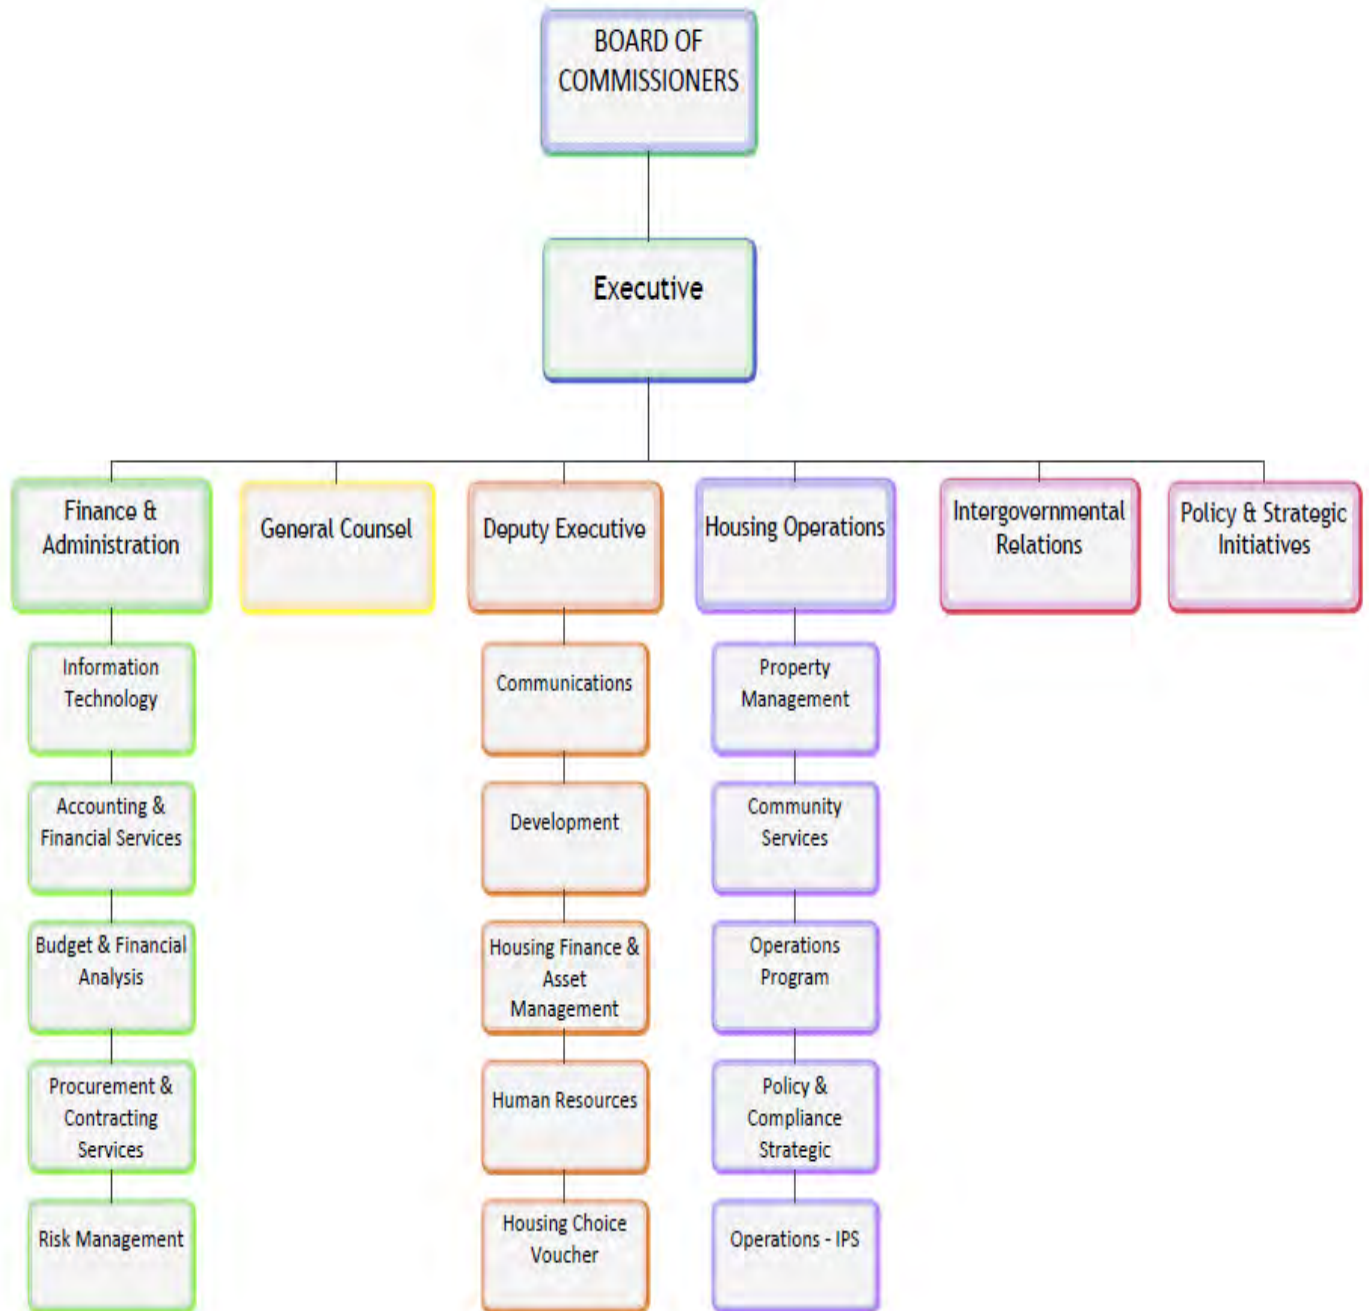 BOARD OF
COMMISSIONERS
Executive
Finance &
Administration
General Counsel
Deputy Executive
Housing Operations
Intergovernmental
Relations
Policy & Strategic
Initiatives
Information
Technology
Accounting &
Financial Services
Budget & Financial
Analysis
Procurement &
Contracting
Services
Risk Management
Communications
Development
Housing Finance &
Asset
Management
Human Resources
Housing Choice
Voucher
Property
Management
Community
Services
Operations
Program
Policy &
Compliance
Strategic
Operations - IPS